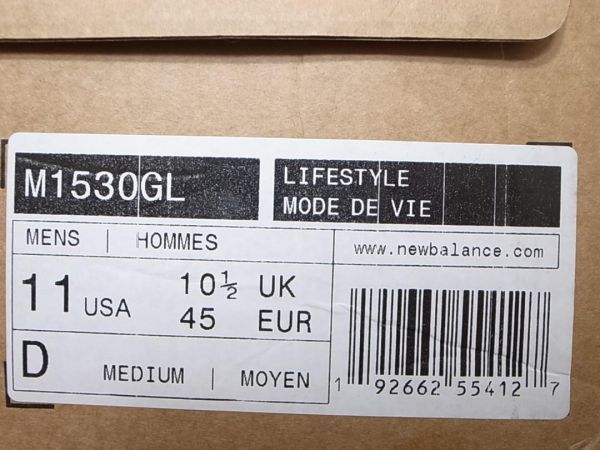 M1530GL
LIFESTYLE
MODE DE VIE
MENS | HOMMES
www.newbalance.com
11 USA
10½ UK
45 EUR
D MEDIUM | MOYEN
1 92662 55412 7